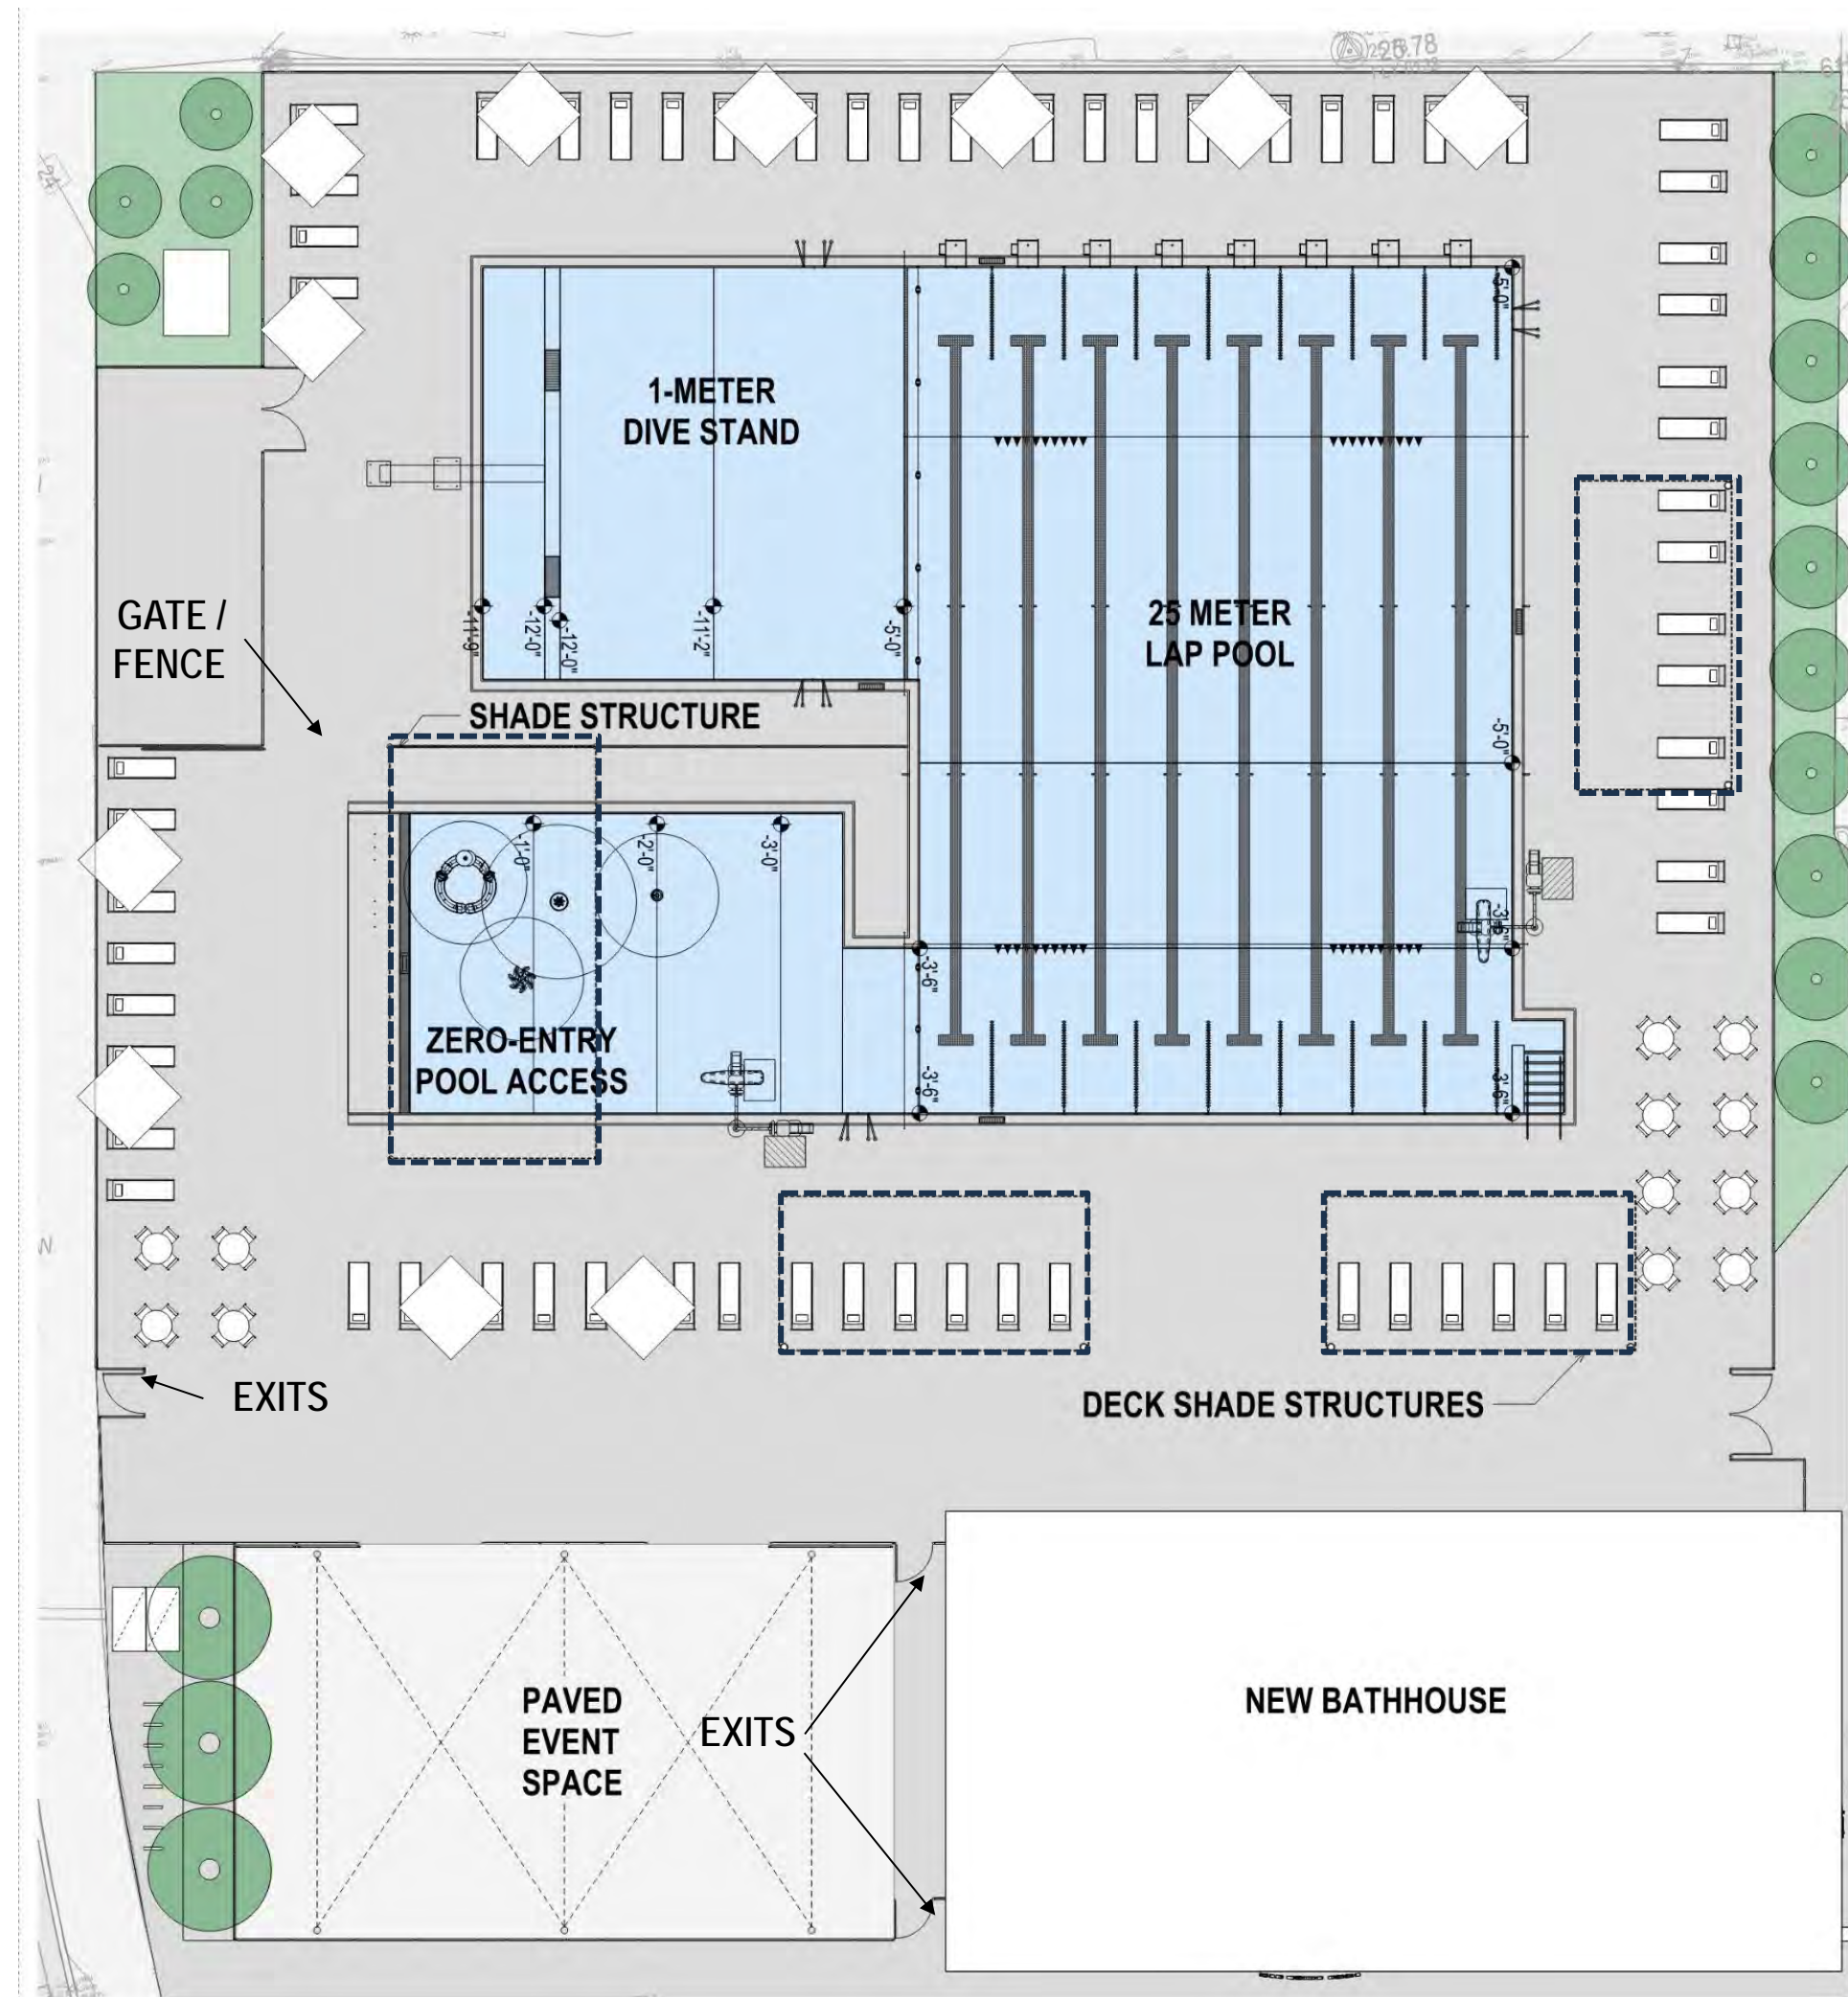 26.78
1-METER
DIVE STAND
-5'-0"
25 METER
LAP POOL
GATE /
FENCE
-11'-9"
-12'-0"
-12'-0"
-11'-2"
-5'-0"
SHADE STRUCTURE
-5'-0"
-1'-0"
-2'-0"
-3'-0"
-3'-6"
-3'-6"
ZERO-ENTRY
POOL ACCESS
-3'-6"
-3'-6"
EXITS
DECK SHADE STRUCTURES
PAVED
EVENT
SPACE
EXITS
NEW BATHHOUSE